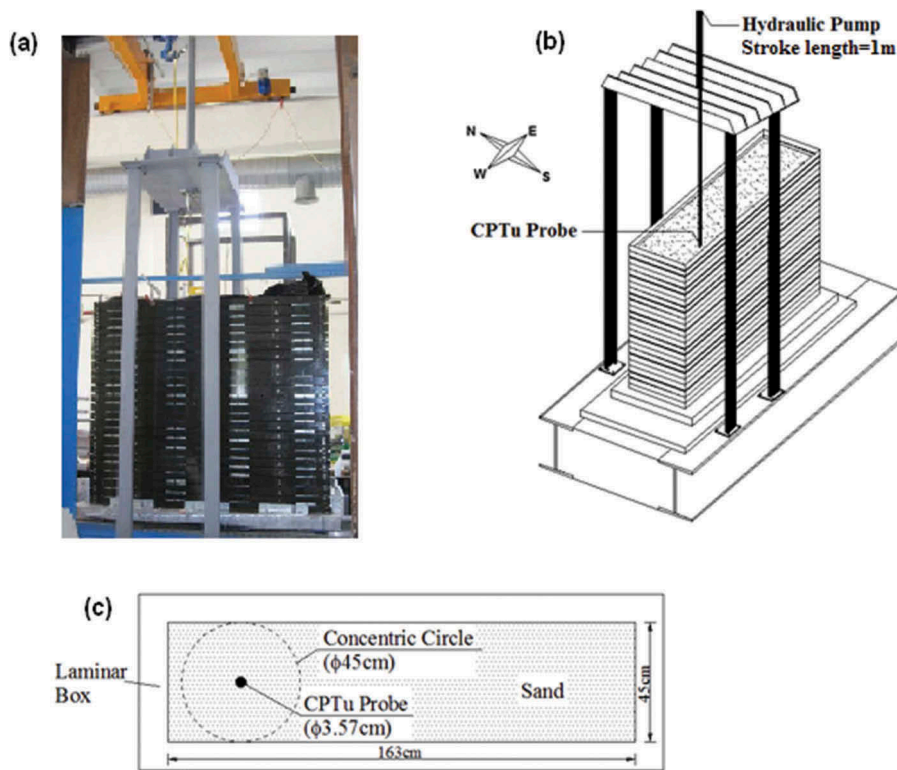 (a)
(b)
Hydraulic Pump
Stroke length=1m
N
E
W
S
CPTu Probe
(c)
Laminar
Box
Concentric Circle
(ϕ45cm)
CPTu Probe
(ϕ3.57cm)
Sand
45cm
163cm